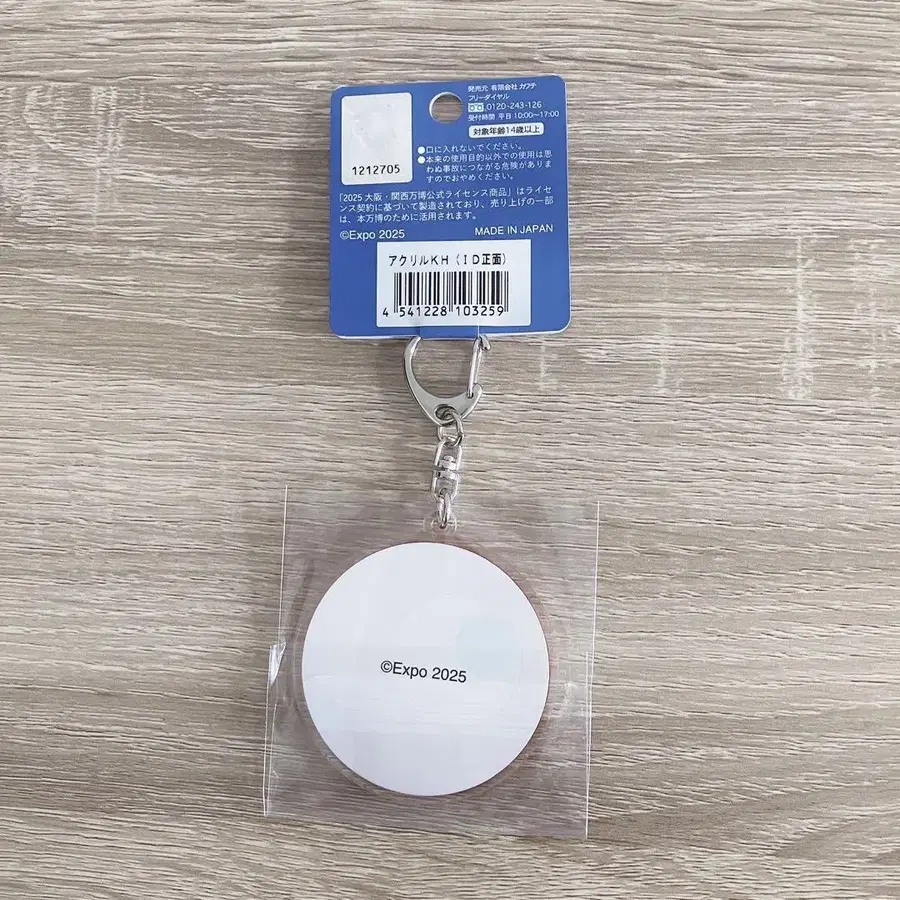 発売元 有限会社 カワチ
フリーダイヤル
0120-243-126
受付時間 平日 10:00〜17:00
対象年齢14歳以上
1212705
●口に入れないでください。
●本来の使用目的以外での使用は思
わぬ事故につながる危険がありま
すのでおやめください。
「2025 大阪・関西万博公式ライセンス商品」はライセ
ンス契約に基づいて製造されており、売り上げの一部
は、本万博のために活用されます。
©Expo 2025
MADE IN JAPAN
アクリルKH（ID正面）
4 541228 103259
©Expo 2025